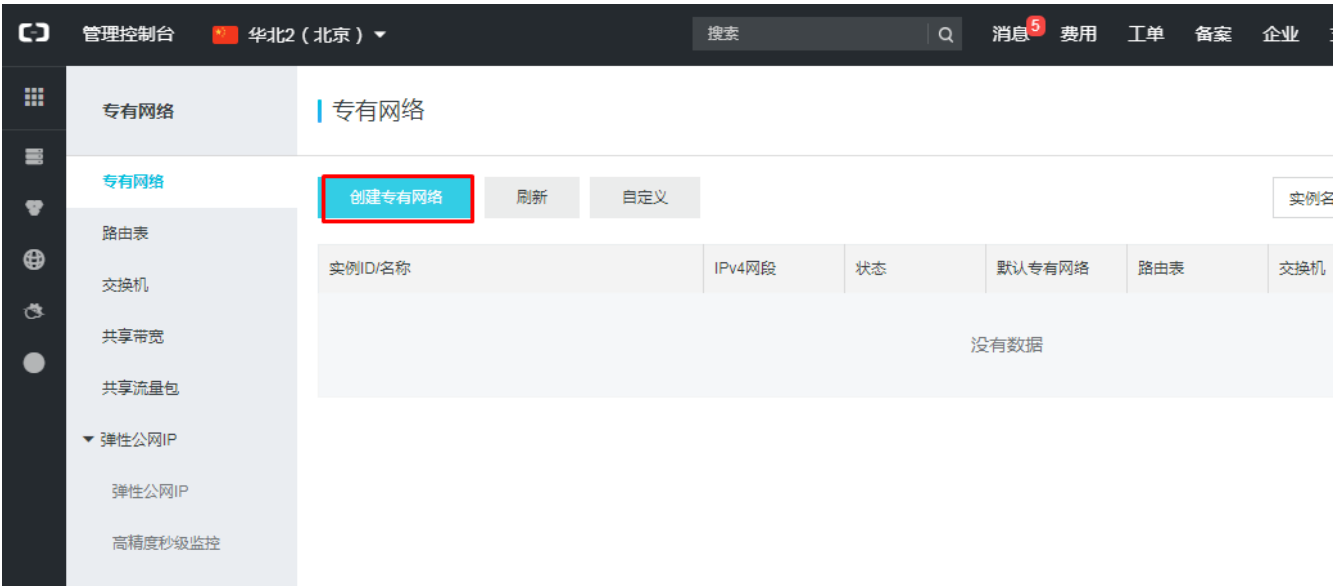 管理控制台 华北2（北京） 搜索 消息 5 费用 工单 备案 企业
专有网络
专有网络
专有网络
路由表
交换机
共享带宽
共享流量包
弹性公网IP
弹性公网IP
高精度秒级监控
创建专有网络 刷新 自定义 实例名
实例ID/名称 IPv4网段 状态 默认专有网络 路由表 交换机
没有数据